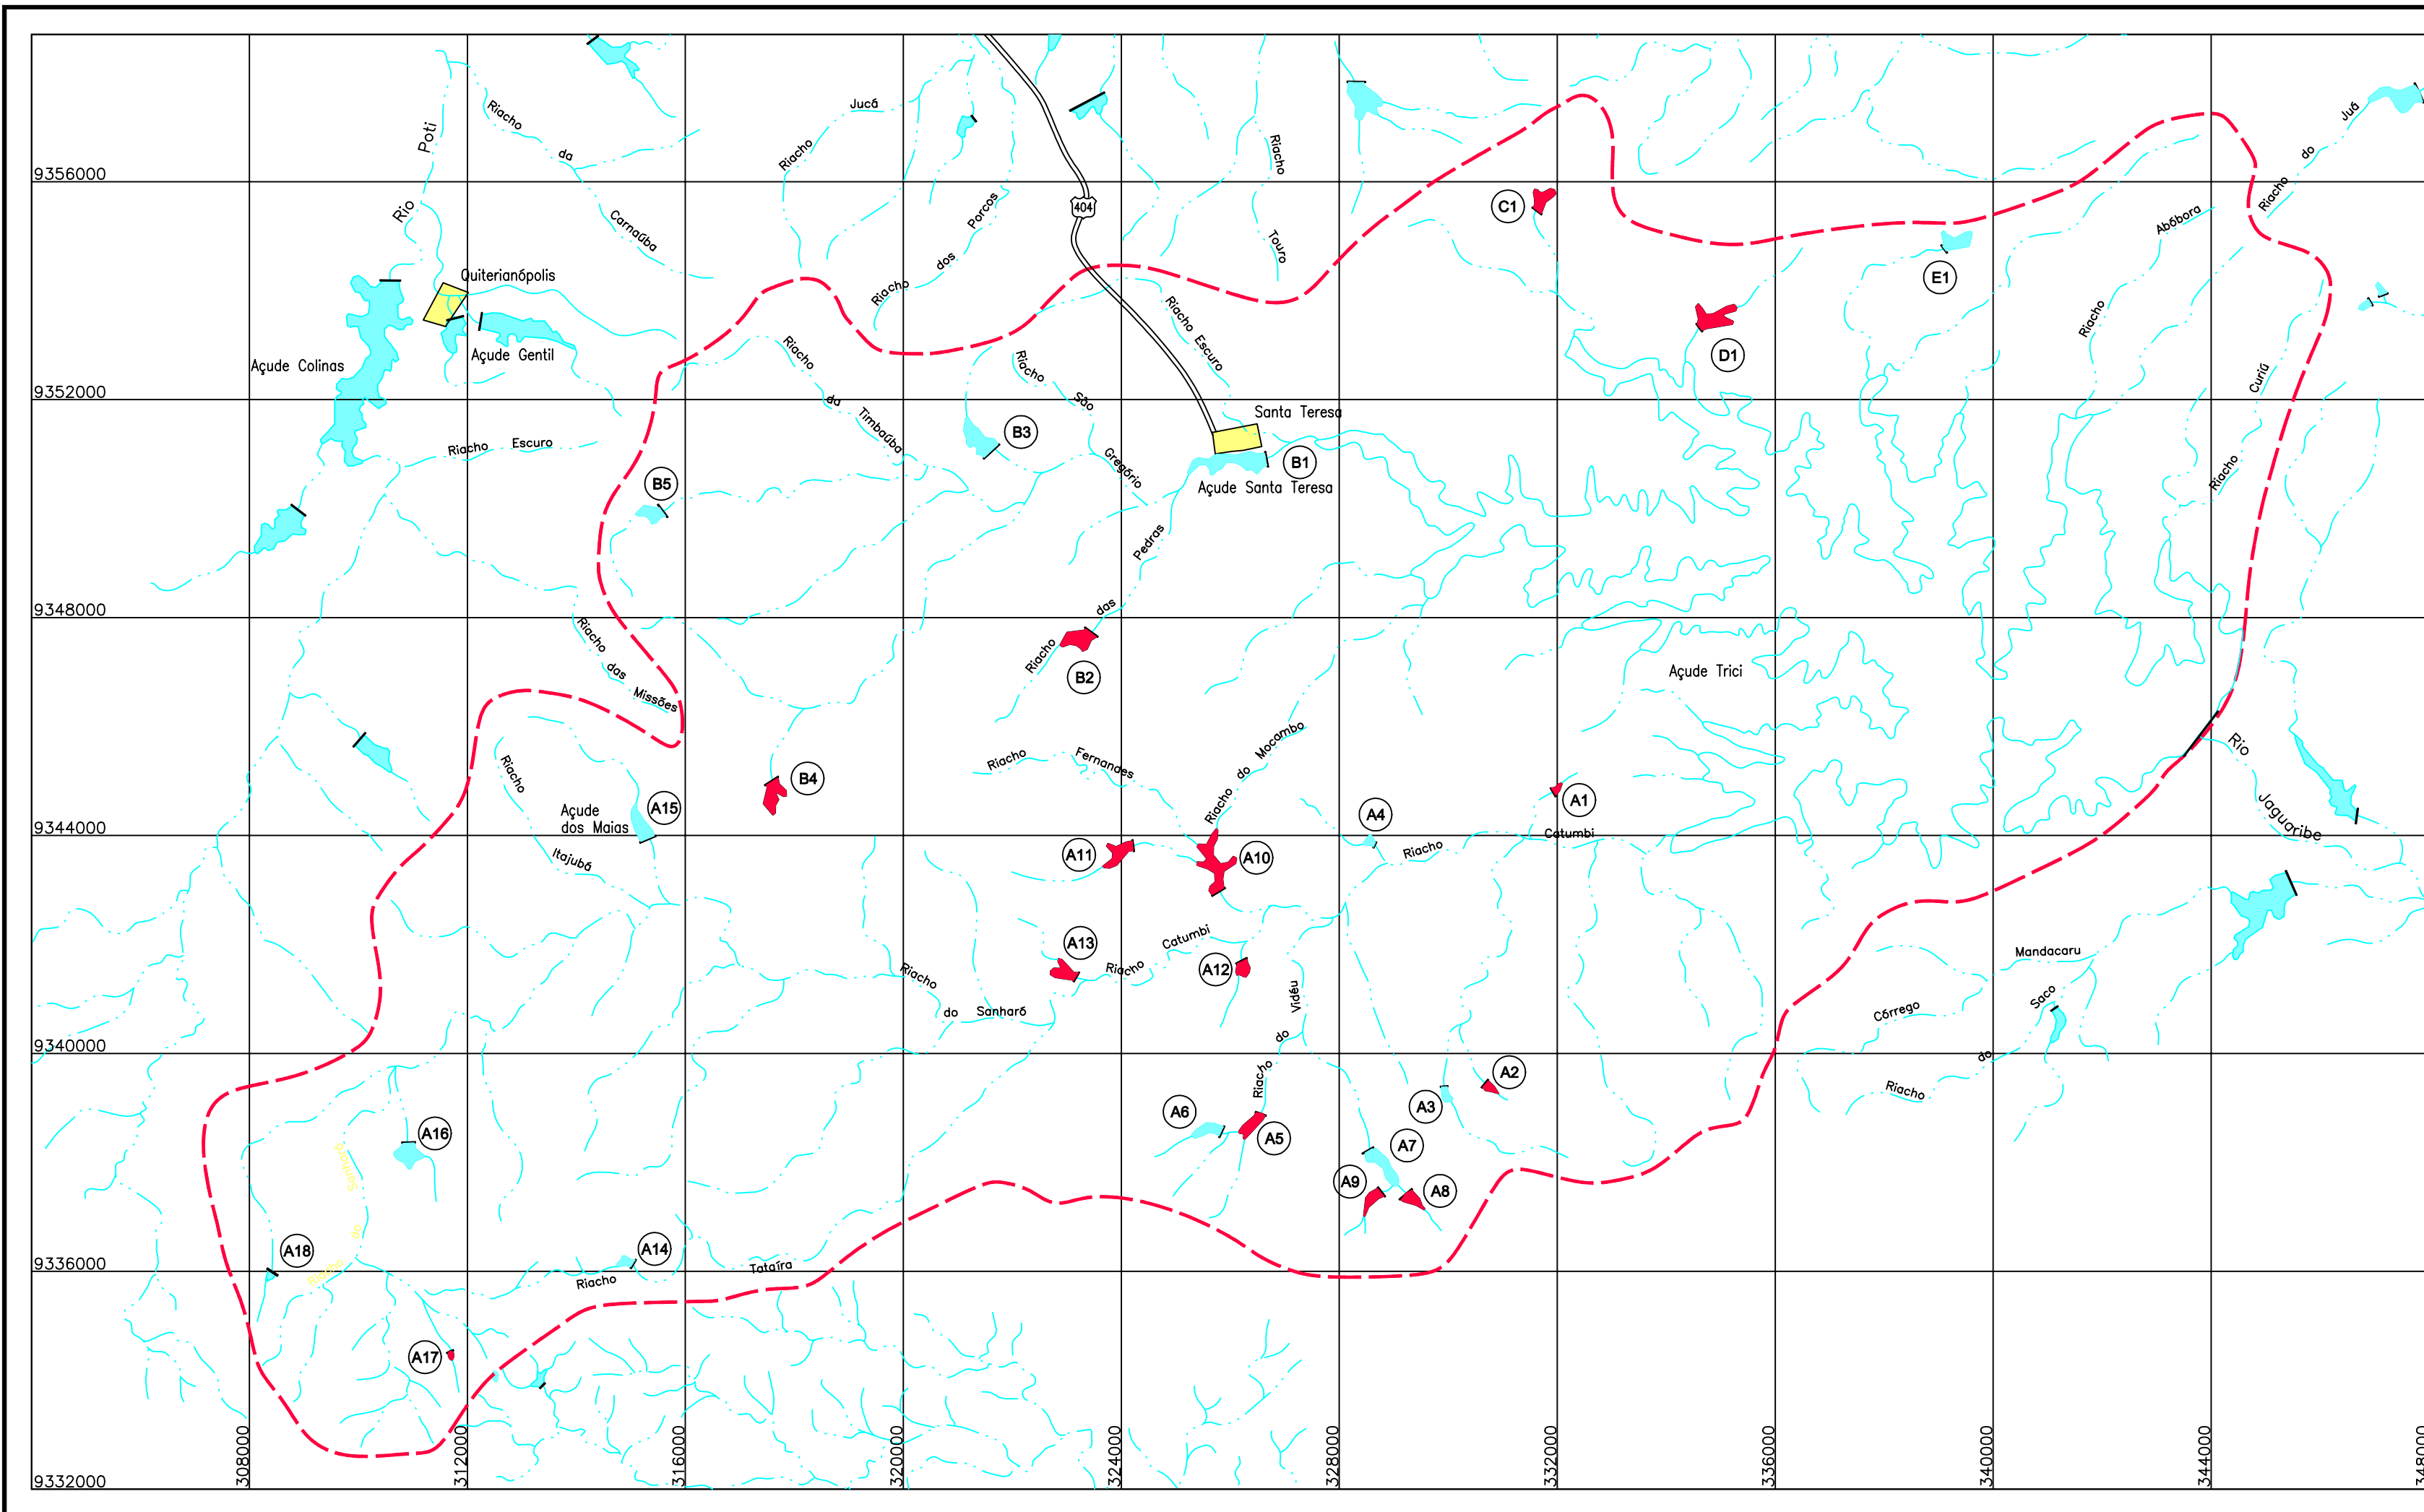 Jucá
Riacho
Riacho
da
Carnaúba
Rio
Poti
Riacho
do
Juá
9356000
Riacho
Touro
Riacho
dos
Porcos
404
C1
Abóbora
Riacho
Quiterianópolis
E1
Açude Colinas
Açude Gentil
Riacho
da
Timbaúba
Riacho
São
Gregório
Riacho
Escuro
D1
Curiú
Riacho
9352000
Santa Teresa
B3
B1
Açude Santa Teresa
Riacho
Escuro
B5
Riacho
das
Pedras
9348000
Riacho
das
Missões
B2
Açude Trici
Riacho
Fernandes
Riacho
do
Mocambo
Rio
Jaguaribe
Riacho
Itajubá
Açude
dos Maias
A15
B4
A4
A1
9344000
Riacho
Catumbi
A11
A10
A13
Riacho
Catumbi
A12
Riacho
do
Sanharó
Mandacaru
Córrego
Riacho
do
Saco
9340000
Riacho
do
Vidéu
A2
A3
A6
A5
A7
A16
A9
A8
Riacho
do
A18
A14
9336000
Riacho
Tataíra
A17
9332000
308000
312000
316000
320000
324000
328000
332000
336000
340000
344000
348000